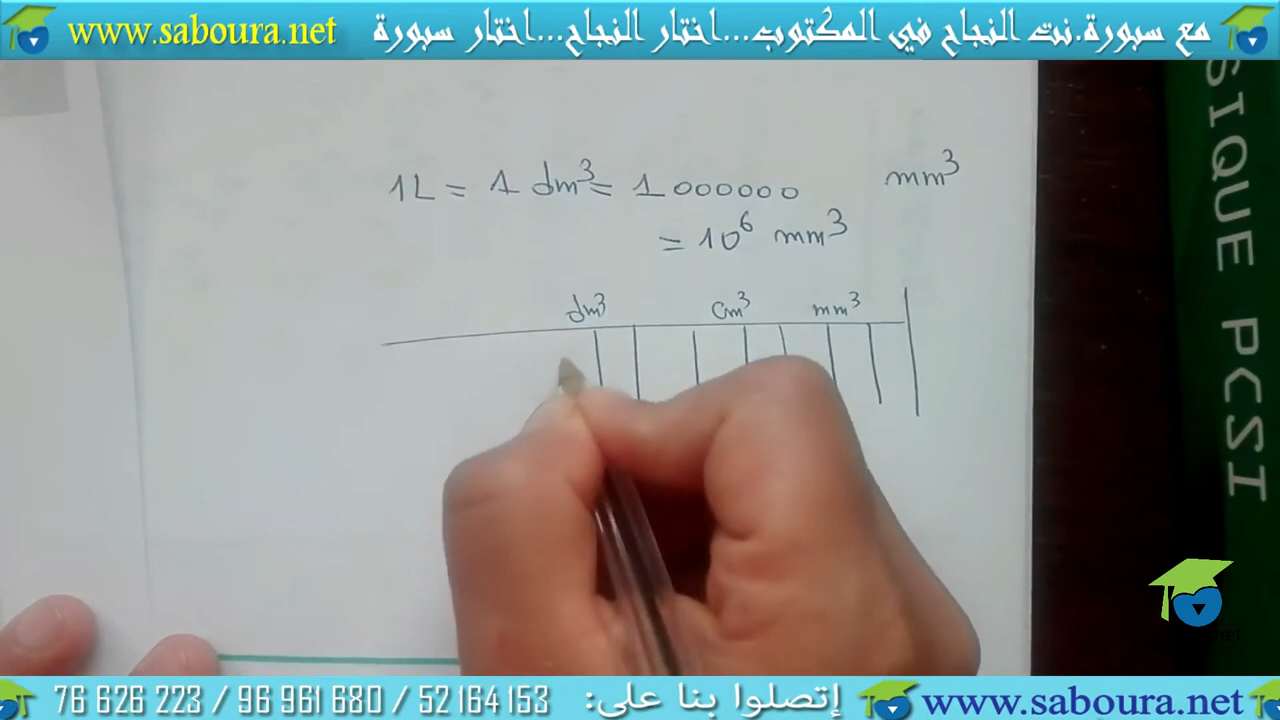 www.saboura.net مع سبورة.نت النجاح في المكتوب...اختار النجاح...اختار سبورة
1L = 1 dm³ = 1000000 mm³
= 10⁶ mm³
dm³ cm³ mm³
SIQUE PCSI
76 626 223 / 96 961 680 / 52 164 153 إتصلوا بنا على: www.saboura.net